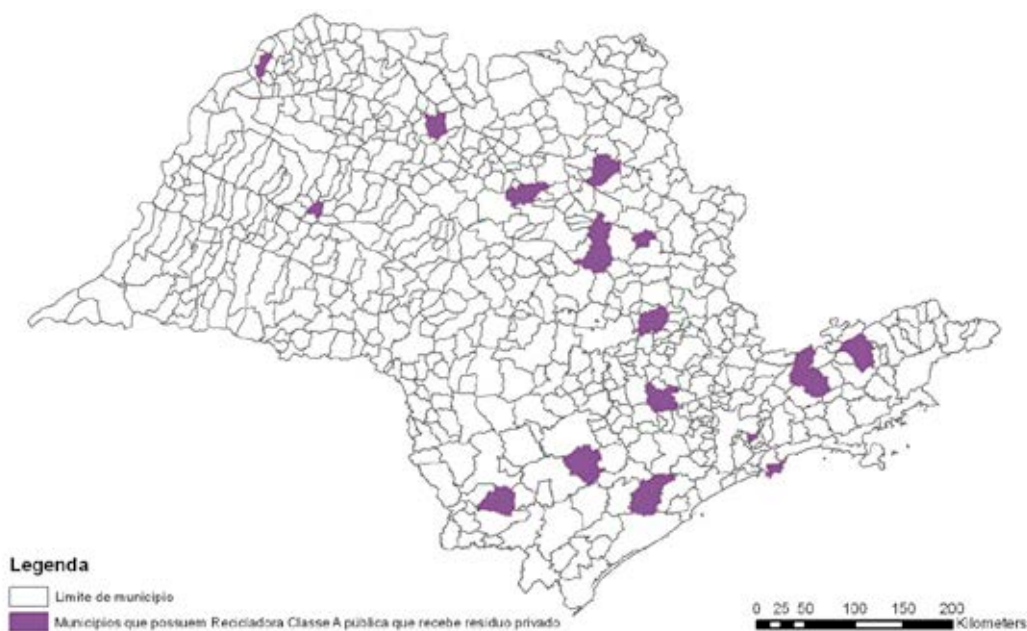 Legenda
Limite de município
Municípios que possuem Recicladora Classe A pública que recebe resíduo privado
0 25 50 100 150 200
Kilometers